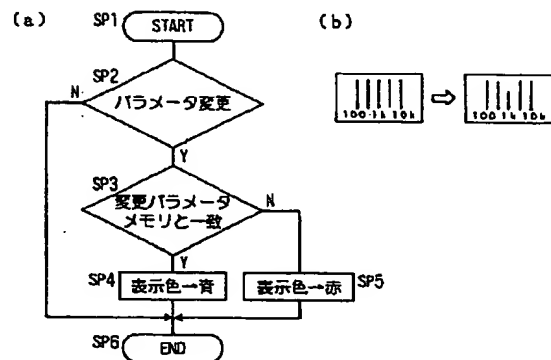 (a)
SP1
START
SP2
パラメータ変更
N
Y
SP3
変更パラメータ
メモリと一致
N
Y
SP4
表示色→青
表示色→赤
SP5
SP6
END
(b)
100 1k 10k
⇨
100 1k 10k